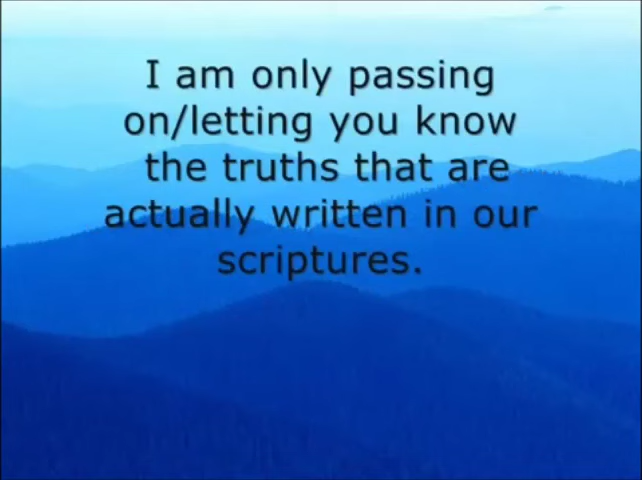 I am only passing
on/letting you know
the truths that are
actually written in our
scriptures.